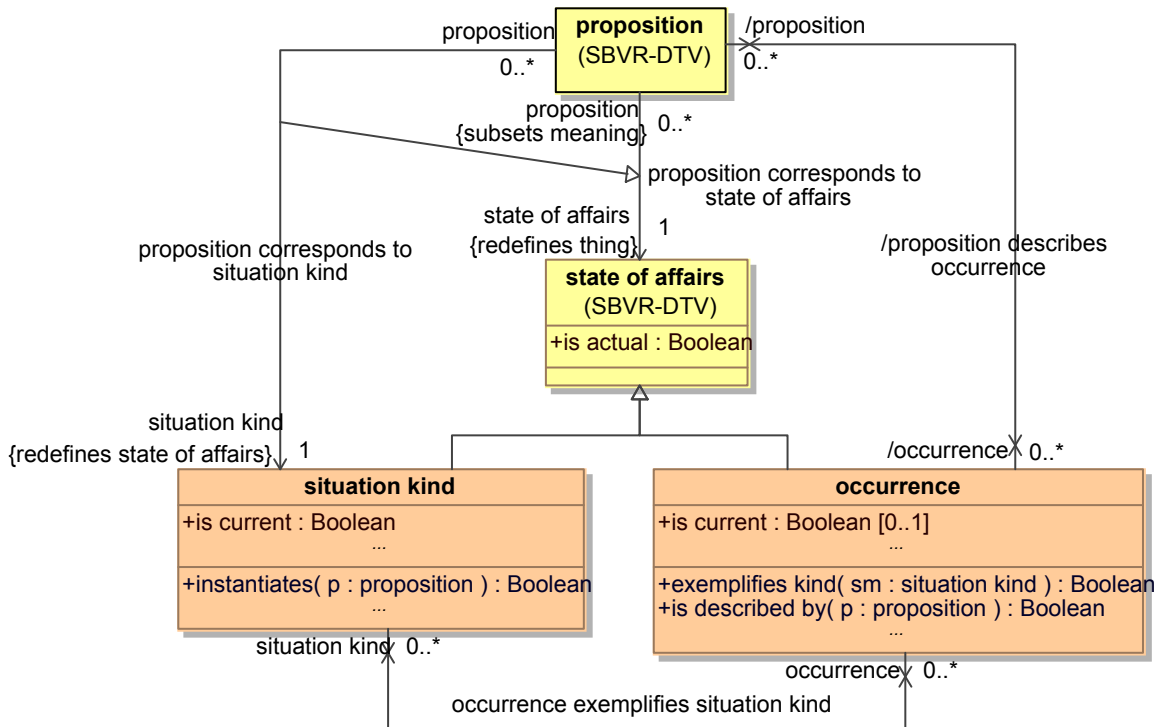 proposition
proposition
(SBVR-DTV)
/proposition
0..*
0..*
proposition
{subsets meaning}
0..*
proposition corresponds to
state of affairs
state of affairs
{redefines thing}
1
proposition corresponds to
situation kind
/proposition describes
occurrence
state of affairs
(SBVR-DTV)
+is actual : Boolean
situation kind
{redefines state of affairs}
1
/occurrence
0..*
situation kind
+is current : Boolean
...
+instantiates( p : proposition ) : Boolean
...
occurrence
+is current : Boolean [0..1]
...
+exemplifies kind( sm : situation kind ) : Boolean
+is described by( p : proposition ) : Boolean
...
situation kind
0..*
occurrence
0..*
occurrence exemplifies situation kind